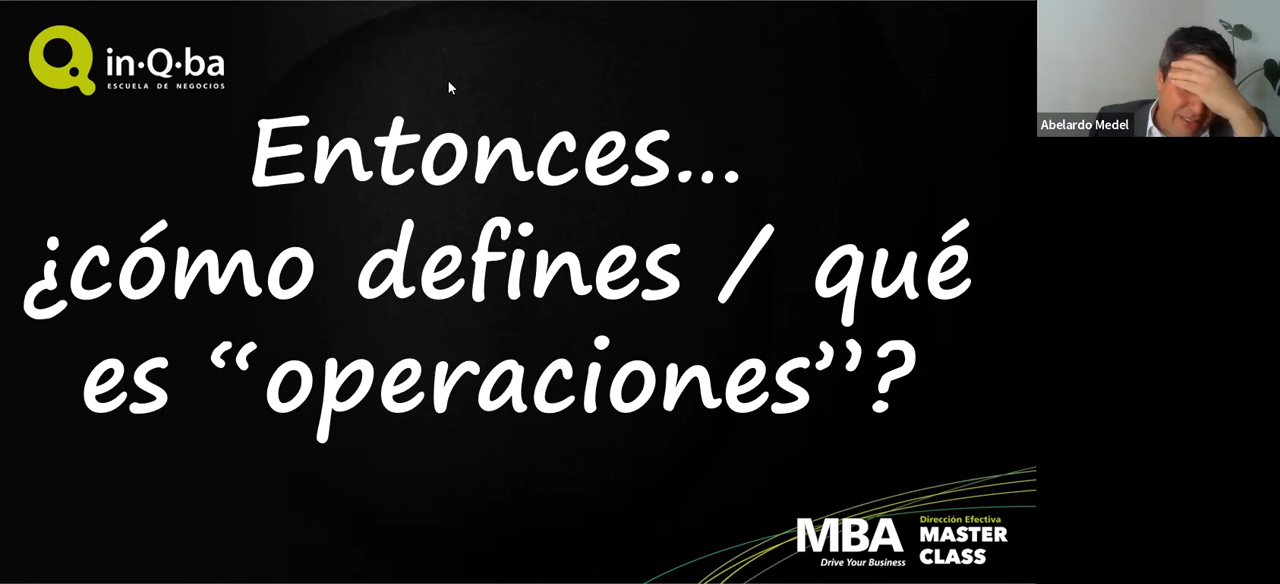 in·Q·ba
ESCUELA DE NEGOCIOS
Entonces...
¿cómo defines / qué
es “operaciones”?
Abelardo Medel
MBA
Drive Your Business
Dirección Efectiva
MASTER
CLASS